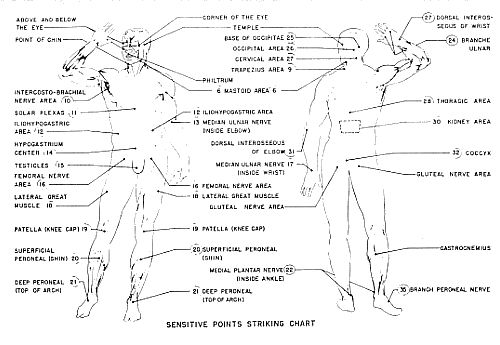 ABOVE AND BELOW
THE EYE
POINT OF CHIN
INTERCOSTO-BRACHIAL
NERVE AREA 10
SOLAR PLEXAS 11
ILIOHYPOGASTRIC
AREA 12
HYPOGASTRIUM
CENTER 14
TESTICLES 15
FEMORAL NERVE
AREA 16
LATERAL GREAT
MUSCLE 18
PATELLA (KNEE CAP) 19
SUPERFICIAL
PERONEAL (SHIN) 20
DEEP PERONEAL 21
(TOP OF ARCH)
CORNER OF THE EYE
TEMPLE
BASE OF OCCIPITAE 25
OCCIPITAL AREA 26
CERVICAL AREA 27
TRAPEZIUS AREA 9
PHILTRUM
6 MASTOID AREA 6
12 ILIOHYPOGASTRIC AREA
13 MEDIAN ULNAR NERVE
(INSIDE ELBOW)
DORSAL INTEROSSEOUS
OF ELBOW 31
MEDIAN ULNAR NERVE 17
(INSIDE WRIST)
16 FEMORAL NERVE AREA
18 LATERAL GREAT MUSCLE
GLUTEAL NERVE AREA
19 PATELLA (KNEE CAP)
20 SUPERFICIAL PERONEAL
(SHIN)
MEDIAL PLANTAR NERVE 22
(INSIDE ANKLE)
21 DEEP PERONEAL
(TOP OF ARCH)
27 DORSAL INTEROS-
SEGUS OF WRIST
24 BRANCHE
ULNAR
28 THORACIC AREA
30 KIDNEY AREA
32 COCCYX
GLUTEAL NERVE AREA
GASTROGNEMIUS
35 BRANCH PERONEAL NERVE
SENSITIVE POINTS STRIKING CHART